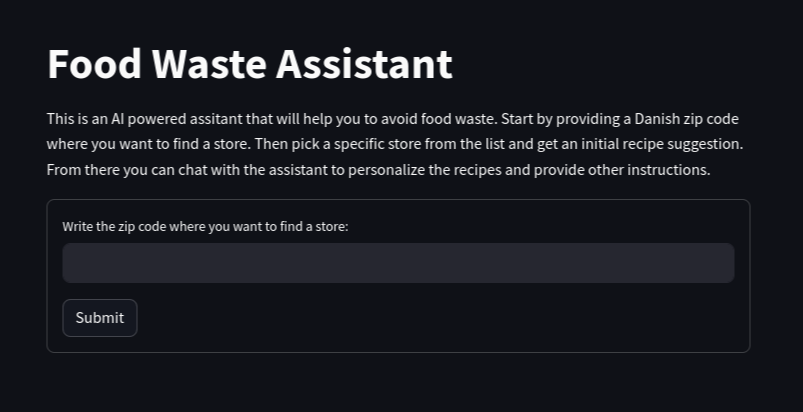 Food Waste Assistant
This is an AI powered assitant that will help you to avoid food waste. Start by providing a Danish zip code
where you want to find a store. Then pick a specific store from the list and get an initial recipe suggestion.
From there you can chat with the assistant to personalize the recipes and provide other instructions.
Write the zip code where you want to find a store:
Submit